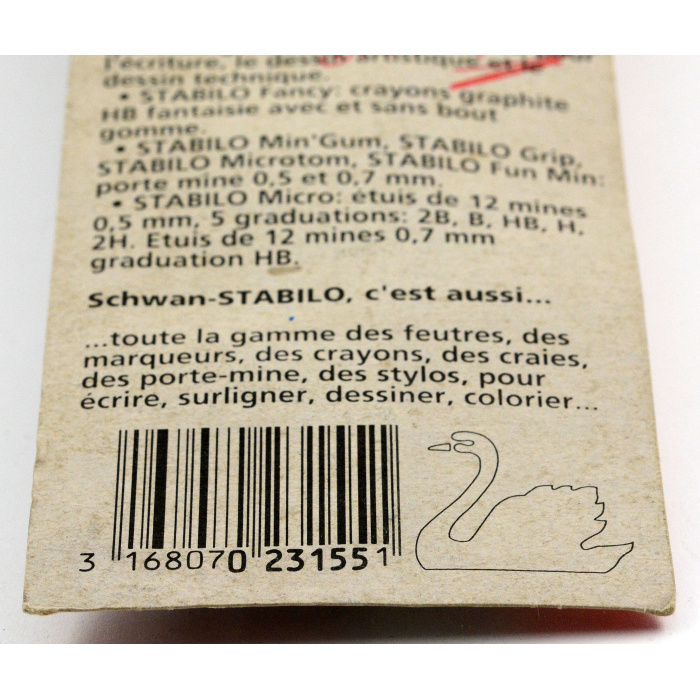 l'écriture, le dessin artistique et le
dessin technique.
• STABILO Fancy: crayons graphite
HB fantaisie avec et sans bout
gomme.
• STABILO Min'Gum, STABILO Grip,
STABILO Microtom, STABILO Fun Min:
porte mine 0,5 et 0,7 mm.
• STABILO Micro: étuis de 12 mines
0,5 mm, 5 graduations: 2B, B, HB, H,
2H. Etuis de 12 mines 0,7 mm
graduation HB.
Schwan-STABILO, c'est aussi...
...toute la gamme des feutres, des
marqueurs, des crayons, des craies,
des porte-mine, des stylos, pour
écrire, surligner, dessiner, colorier...
3 168070 231551